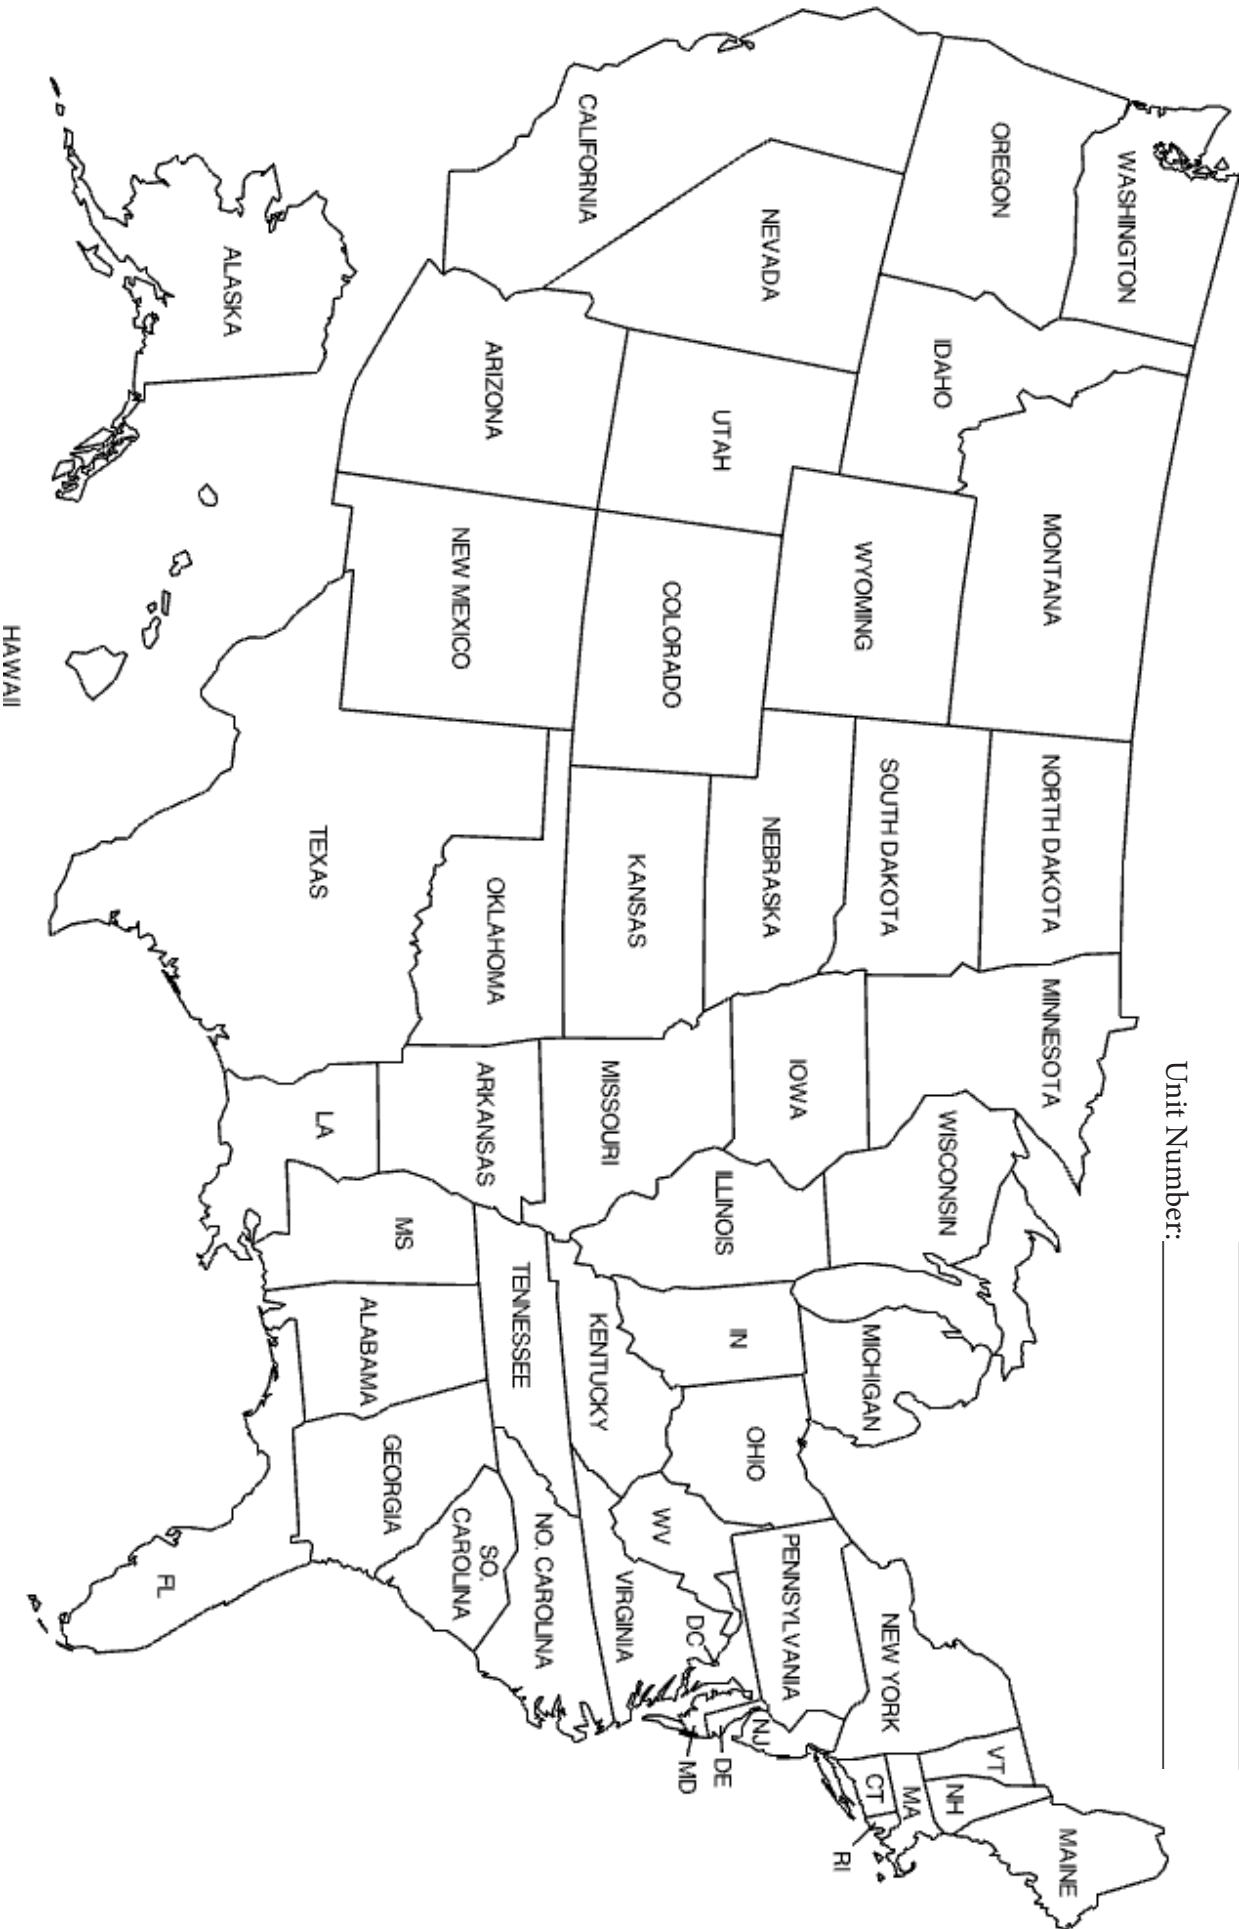 Unit Number:
WASHINGTON
OREGON
CALIFORNIA
NEVADA
IDAHO
MONTANA
WYOMING
UTAH
ARIZONA
COLORADO
NEW MEXICO
NORTH DAKOTA
SOUTH DAKOTA
NEBRASKA
KANSAS
OKLAHOMA
TEXAS
MINNESOTA
IOWA
MISSOURI
ARKANSAS
LA
WISCONSIN
ILLINOIS
MS
MICHIGAN
IN
KENTUCKY
TENNESSEE
ALABAMA
OHIO
GEORGIA
WV
VIRGINIA
NO. CAROLINA
SO.
CAROLINA
FL
PENNSYLVANIA
DC
NEW YORK
NJ
DE
MD
VT
NH
MA
CT
RI
MAINE
ALASKA
HAWAII